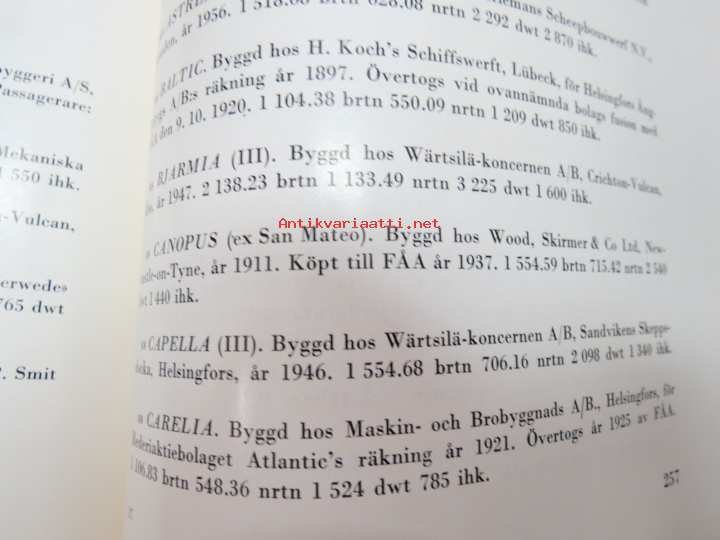 yggeri A/S.
Passagerare:
Mekaniska
1 550 ihk.
n-Vulcan,
erwede»
765 dwt
P. Smit
år 1956. 1 518.68 brtn 628.08 nrtn 2 292 dwt 2 870 ihk.
BALTIC. Byggd hos H. Koch's Schiffswerft, Lübeck, för Helsingfors Ång-
A/B:s räkning år 1897. Övertogs vid ovannämnda bolags fusion med
den 9. 10. 1920. 1 104.38 brtn 550.09 nrtn 1 209 dwt 850 ihk.
» BJARMIA (III). Byggd hos Wärtsilä-koncernen A/B, Crichton-Vulcan,
år 1947. 2 138.23 brtn 1 133.49 nrtn 3 225 dwt 1 600 ihk.
Antikvariaatti.net
» CANOPUS (ex San Mateo). Byggd hos Wood, Skirmer & Co Ltd, New-
stle-on-Tyne, år 1911. Köpt till FÅA år 1937. 1 554.59 brtn 715.42 nrtn 2 540
dwt 1 440 ihk.
» CAPELLA (III). Byggd hos Wärtsilä-koncernen A/B, Sandvikens Skepps-
docka, Helsingfors, år 1946. 1 554.68 brtn 706.16 nrtn 2 098 dwt 1 340 ihk.
» CARELIA. Byggd hos Maskin- och Brobyggnads A/B., Helsingfors, för
Rederiaktiebolaget Atlantic's räkning år 1921. Övertogs år 1925 av FÅA.
1 106.83 brtn 548.36 nrtn 1 524 dwt 785 ihk.
257